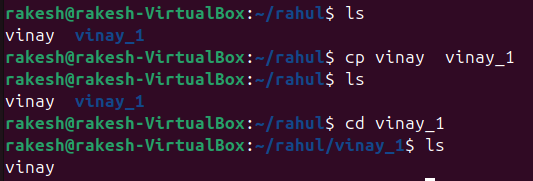 rakesh@rakesh-VirtualBox:~/rahul$ ls
vinay  vinay_1
rakesh@rakesh-VirtualBox:~/rahul$ cp vinay  vinay_1
rakesh@rakesh-VirtualBox:~/rahul$ ls
vinay  vinay_1
rakesh@rakesh-VirtualBox:~/rahul$ cd vinay_1
rakesh@rakesh-VirtualBox:~/rahul/vinay_1$ ls
vinay